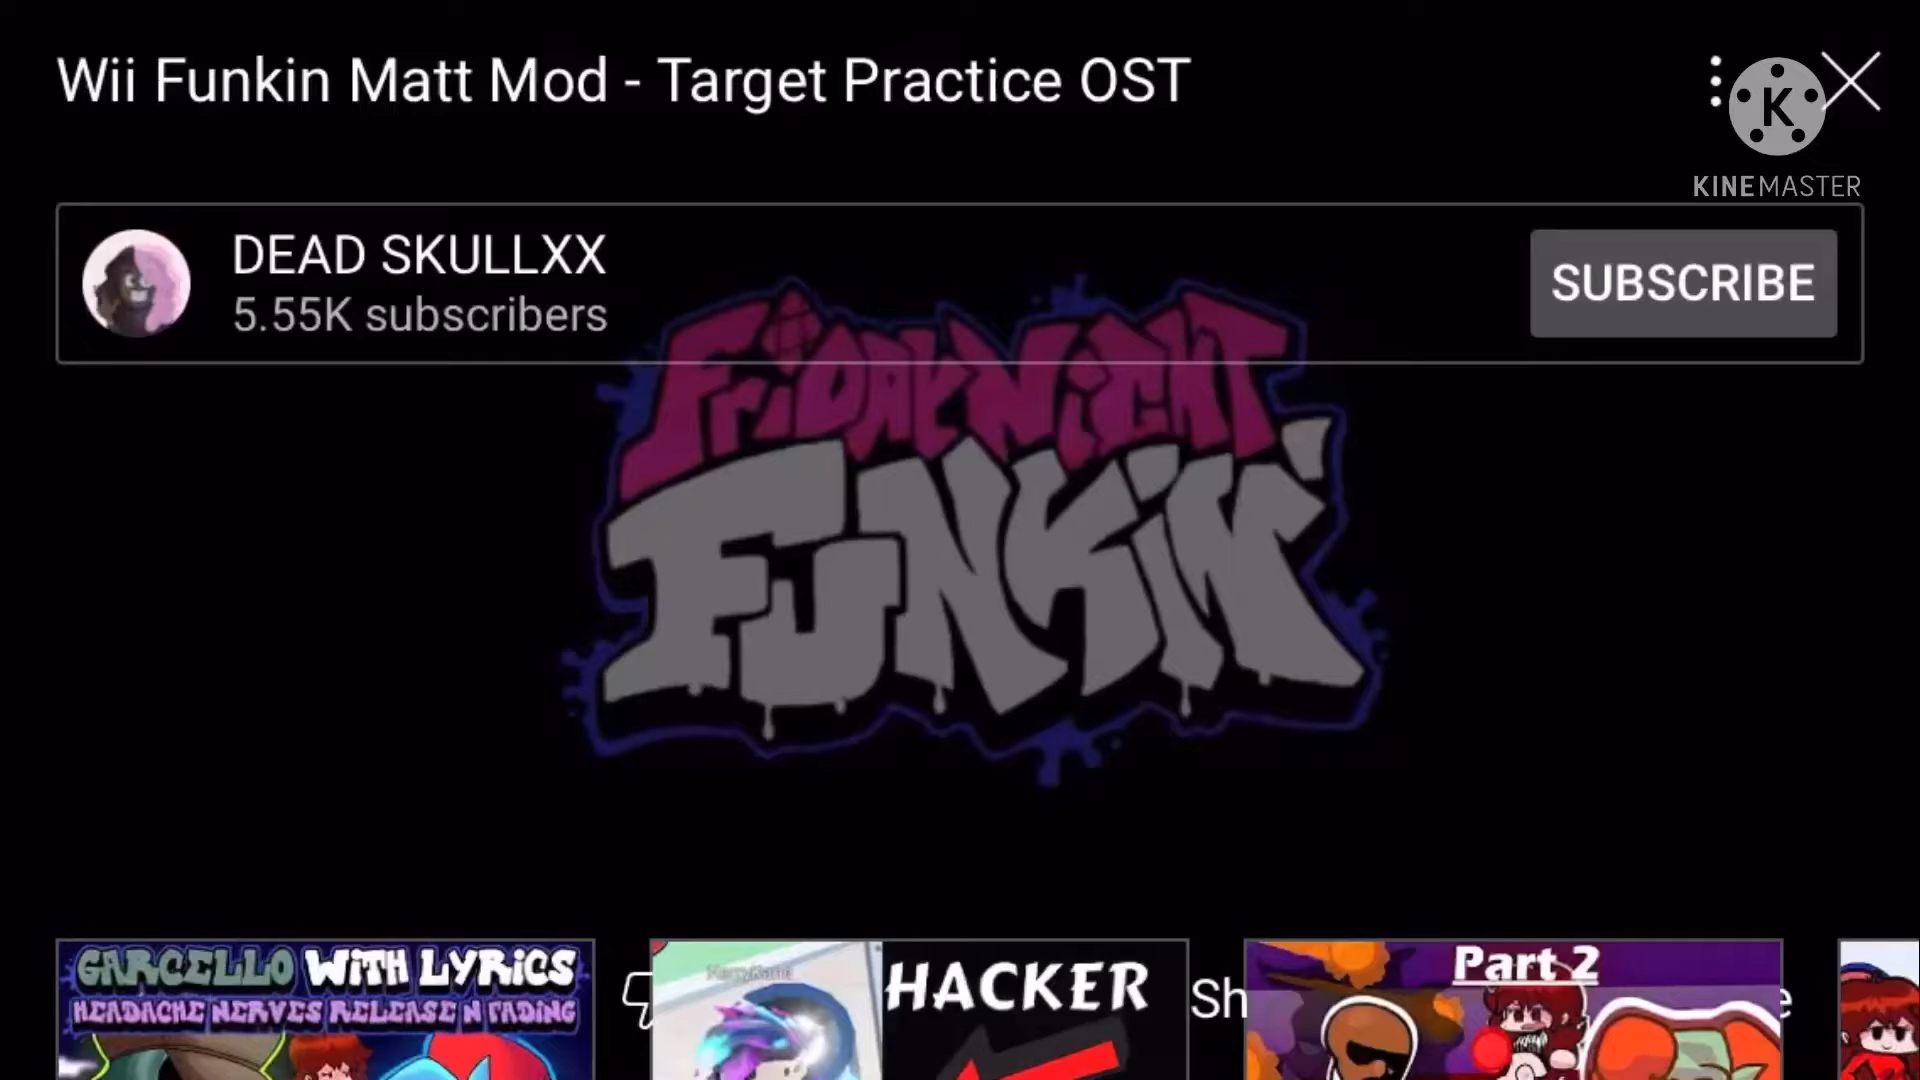 Wii Funkin Matt Mod - Target Practice OST
K
KINEMASTER
DEAD SKULLXX
5.55K subscribers
SUBSCRIBE
FRIDAY NIGHT
FUNKIN'
GARCELLO WITH LYRICS
HEADACHE NERVES RELEASE N FADING
HACKER
Sh
Part 2
e